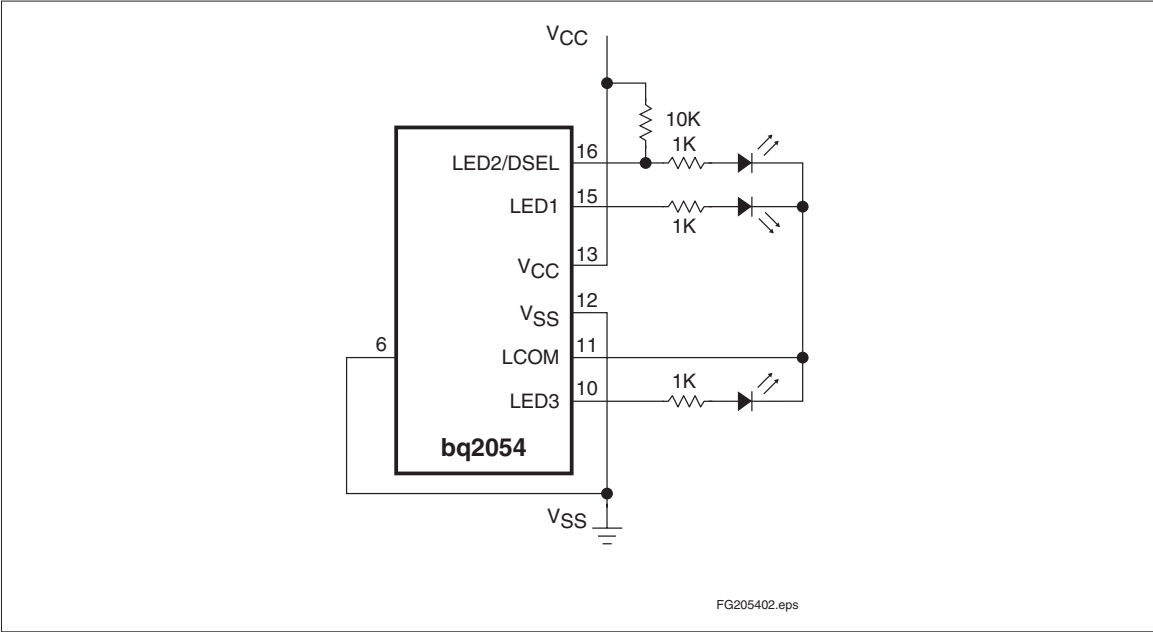 VCC
10K
1K
LED2/DSEL
16
LED1
15
1K
VCC
13
VSS
12
6
LCOM
11
LED3
10
1K
bq2054
VSS
FG205402.eps